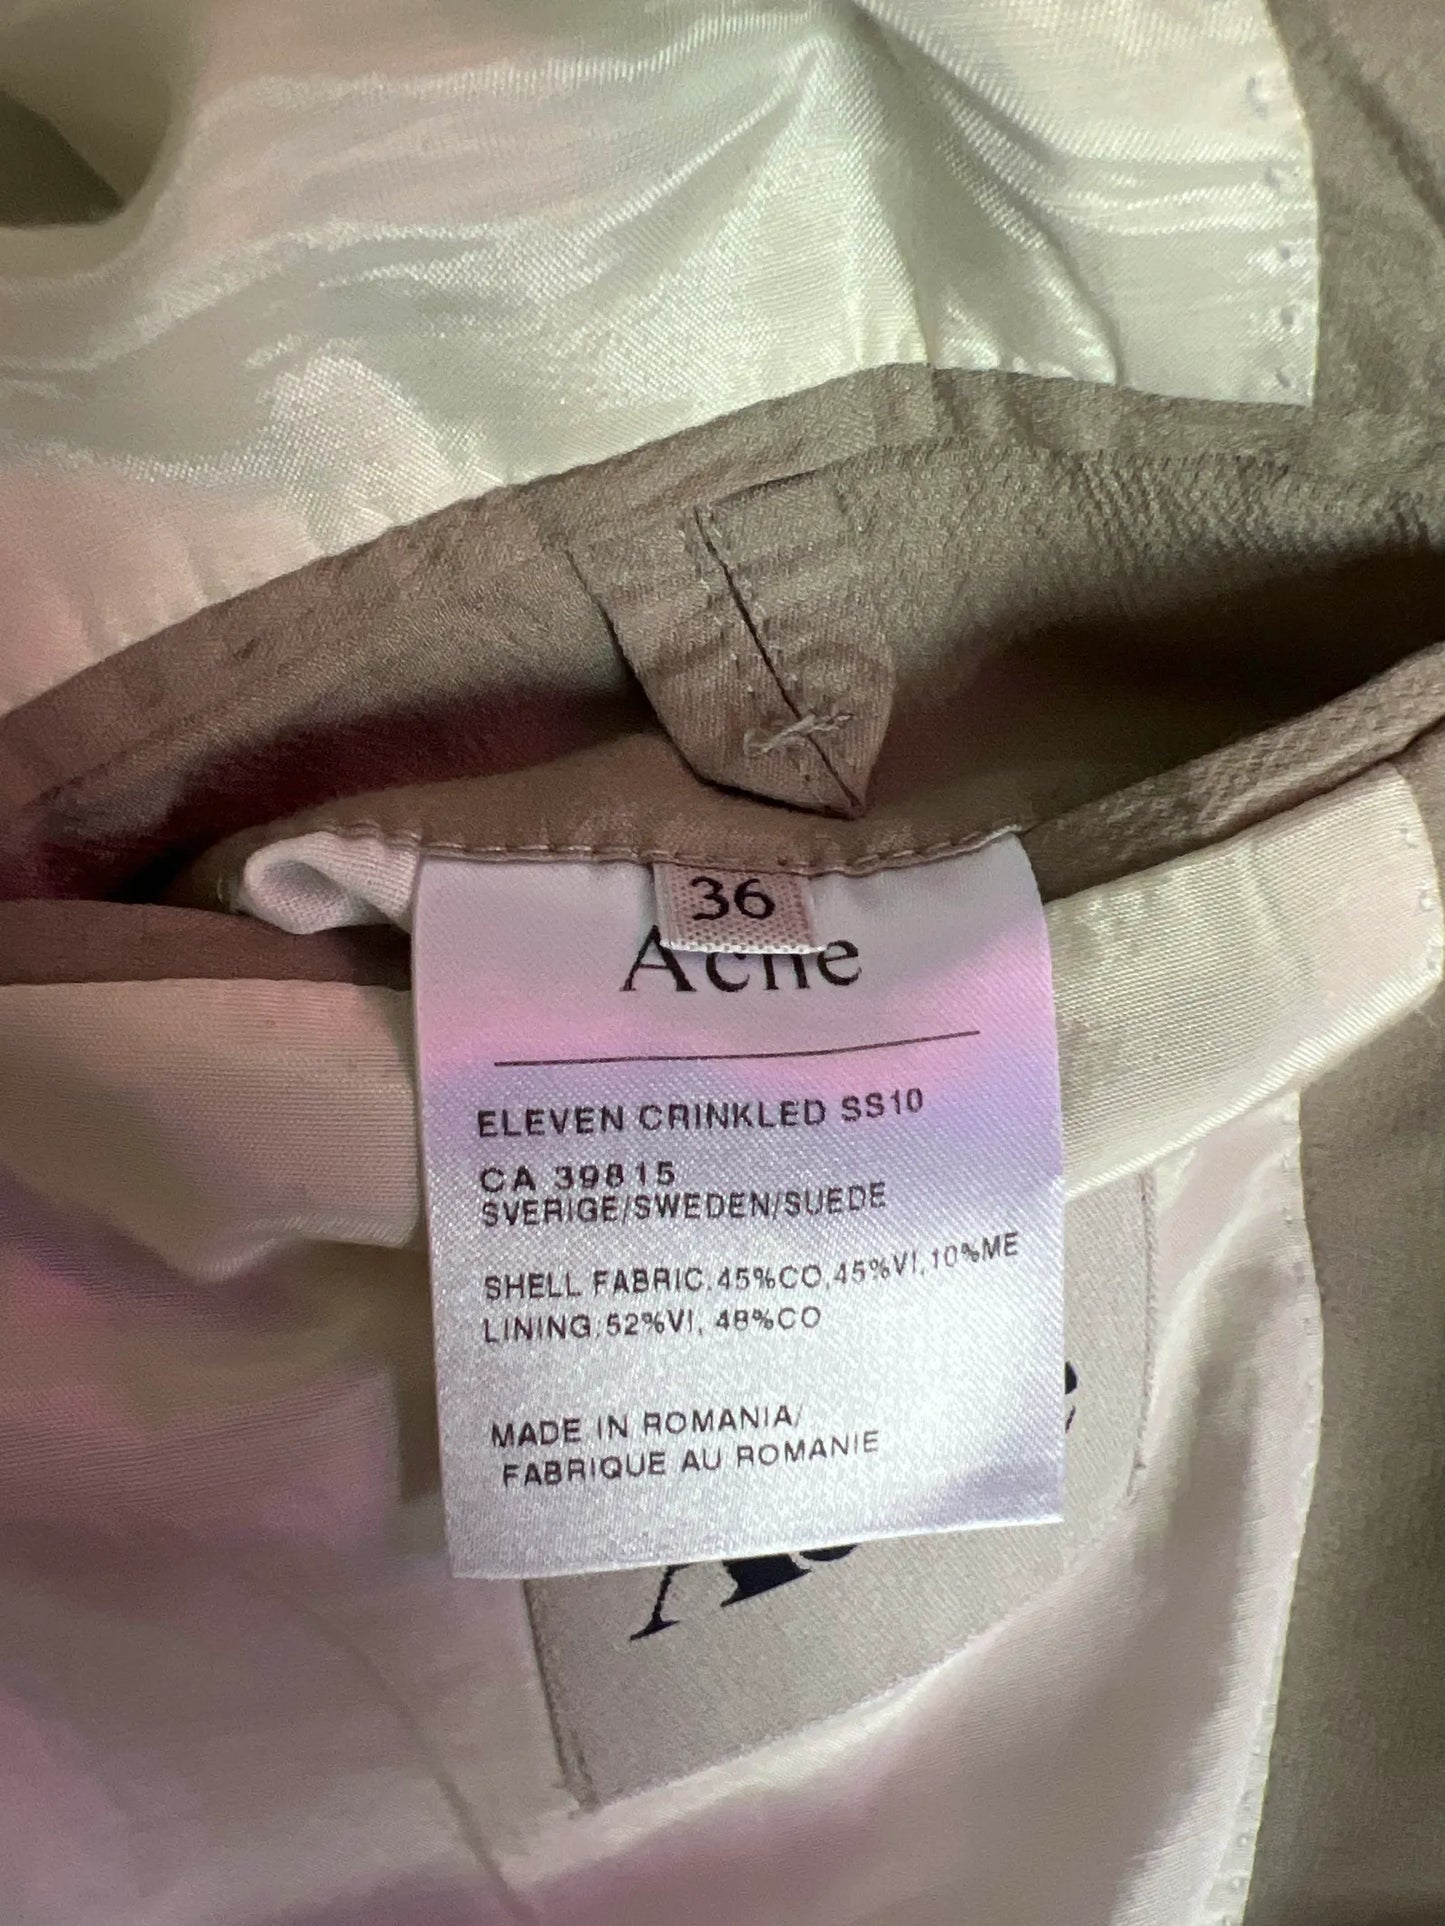 36
Acne
ELEVEN CRINKLED SS10
CA 39815
SVERIGE/SWEDEN/SUEDE
SHELL FABRIC.45%CO,45%VI,10%ME
LINING:52%VI, 48%CO
MADE IN ROMANIA/
FABRIQUE AU ROMANIE